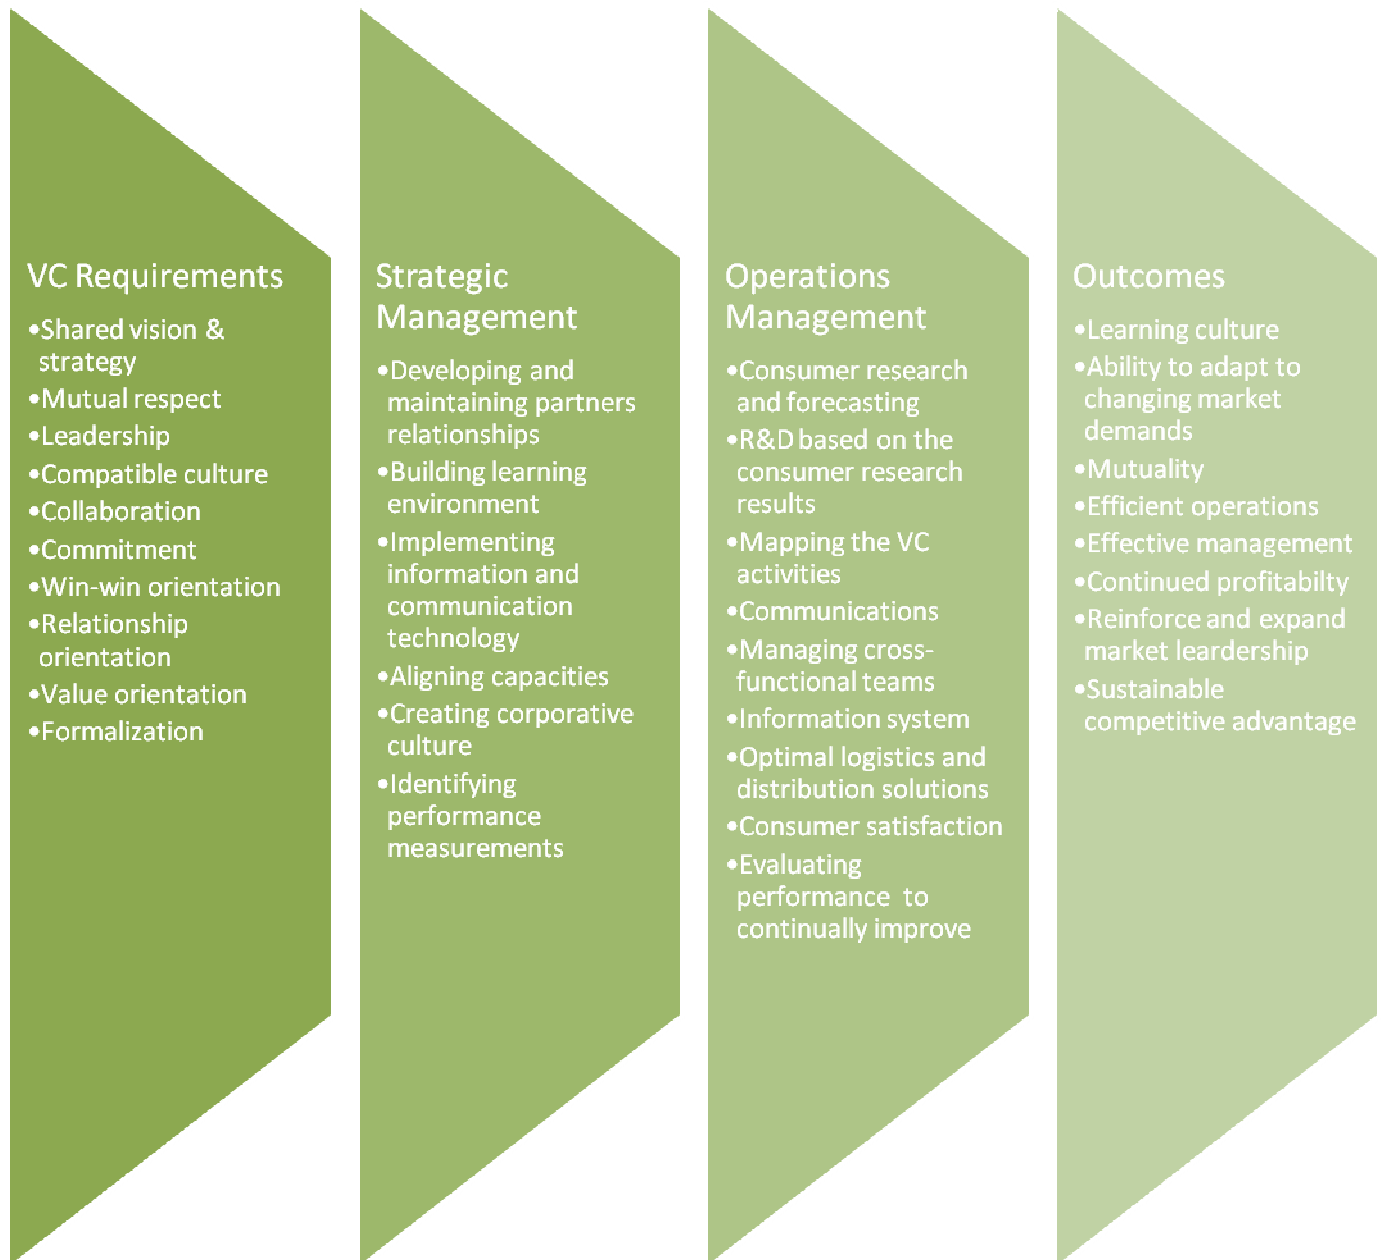 VC Requirements
•Shared vision &
strategy
•Mutual respect
•Leadership
•Compatible culture
•Collaboration
•Commitment
•Win-win orientation
•Relationship
orientation
•Value orientation
•Formalization
Strategic
Management
•Developing and
maintaining partners
relationships
•Building learning
environment
•Implementing
information and
communication
technology
•Aligning capacities
•Creating corporative
culture
•Identifying
performance
measurements
Operations
Management
•Consumer research
and forecasting
•R&D based on the
consumer research
results
•Mapping the VC
activities
•Communications
•Managing cross-
functional teams
•Information system
•Optimal logistics and
distribution solutions
•Consumer satisfaction
•Evaluating
performance to
continually improve
Outcomes
•Learning culture
•Ability to adapt to
changing market
demands
•Mutuality
•Efficient operations
•Effective management
•Continued profitabilty
•Reinforce and expand
market leardership
•Sustainable
competitive advantage